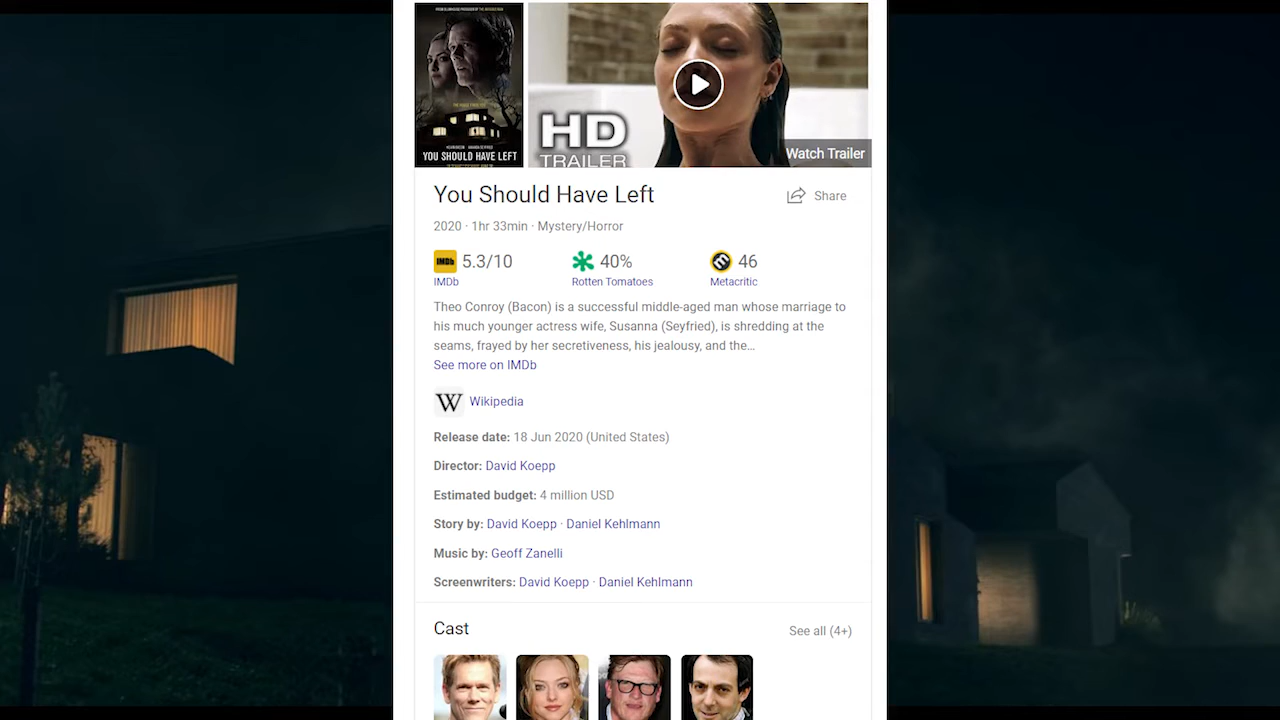 YOU SHOULD HAVE LEFT
HD
TRAILER
Watch Trailer
You Should Have Left
Share
2020 · 1hr 33min · Mystery/Horror
IMDb 5.3/10
40%
46
IMDb
Rotten Tomatoes
Metacritic
Theo Conroy (Bacon) is a successful middle-aged man whose marriage to
his much younger actress wife, Susanna (Seyfried), is shredding at the
seams, frayed by her secretiveness, his jealousy, and the…
See more on IMDb
W Wikipedia
Release date: 18 Jun 2020 (United States)
Director: David Koepp
Estimated budget: 4 million USD
Story by: David Koepp · Daniel Kehlmann
Music by: Geoff Zanelli
Screenwriters: David Koepp · Daniel Kehlmann
Cast
See all (4+)